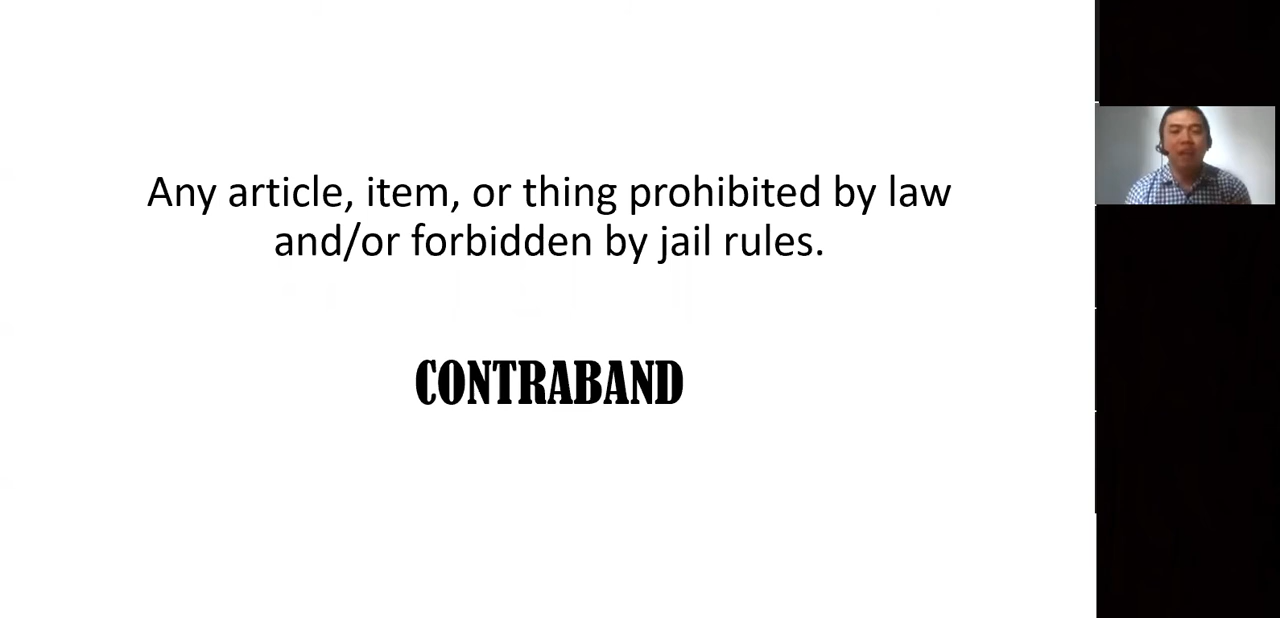 Any article, item, or thing prohibited by law
and/or forbidden by jail rules.
CONTRABAND